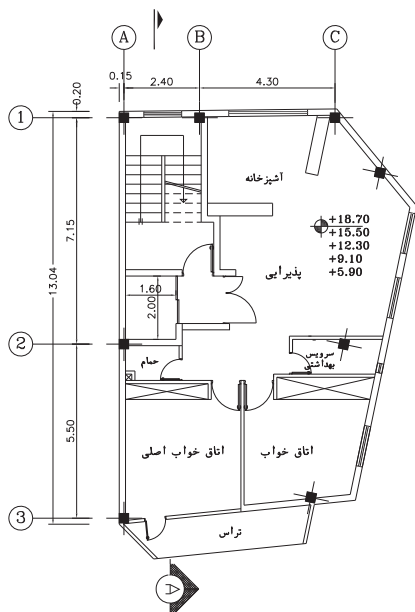 A
B
C
0.15
2.40
4.30
0.20
1
آشپزخانه
+18.70
+15.50
+12.30
+9.10
+5.90
7.15
پذیرایی
13.04
1.60
2.00
2
حمام
سرویس
بهداشتی
5.50
اتاق خواب اصلی
اتاق خواب
3
تراس
A